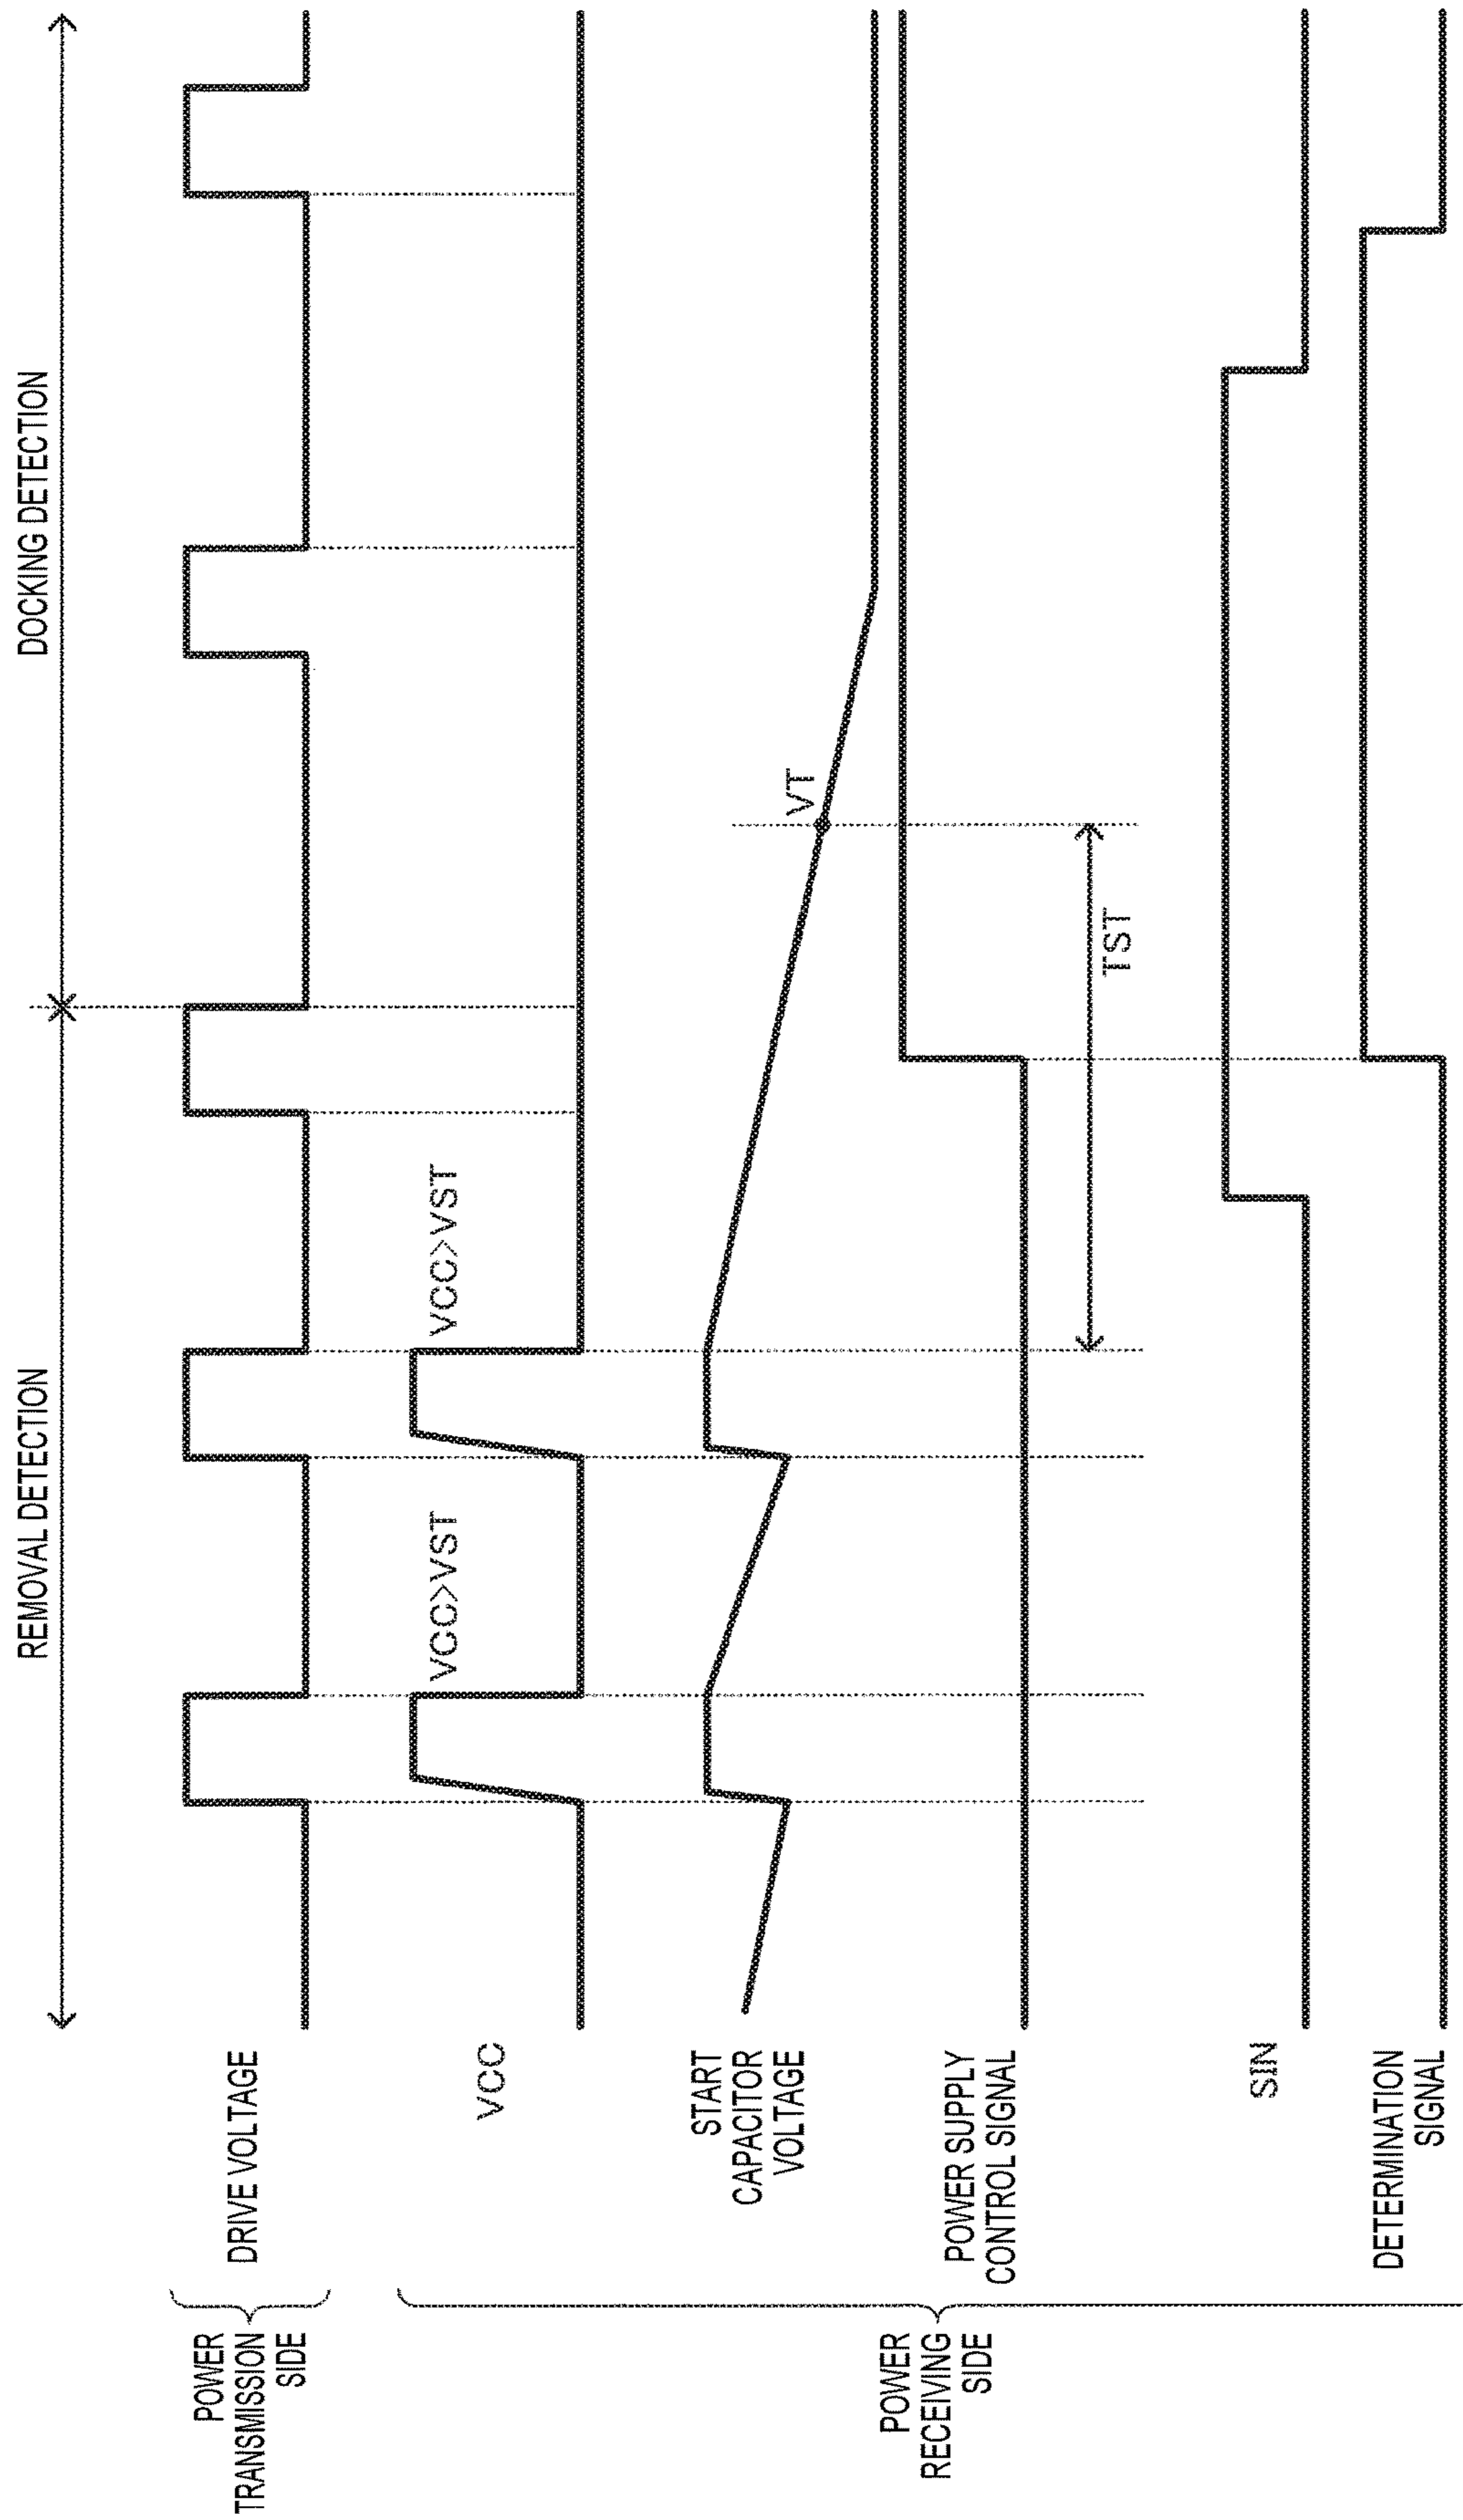 REMOVAL DETECTION
DOCKING DETECTION
POWER
TRANSMISSION
SIDE
DRIVE VOLTAGE
VCC
VCC>VST
VCC>VST
START
CAPACITOR
VOLTAGE
VT
POWER
RECEIVING
SIDE
POWER SUPPLY
CONTROL SIGNAL
TST
SIN
DETERMINATION
SIGNAL